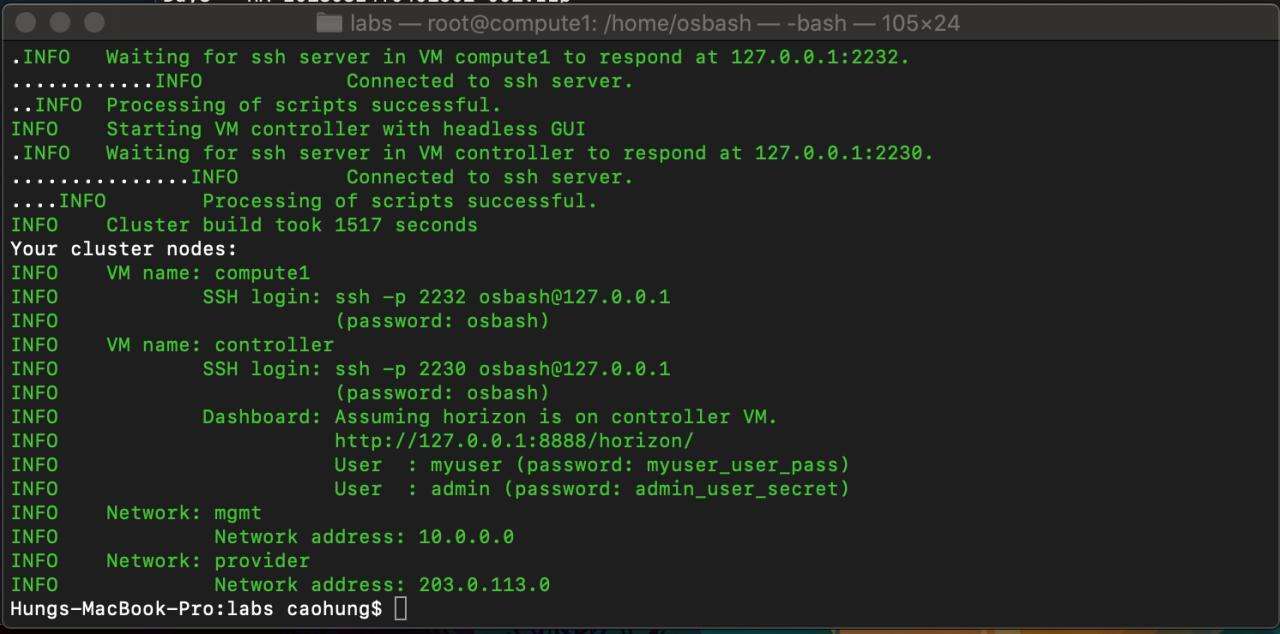 labs — root@compute1: /home/osbash — -bash — 105×24
.INFO   Waiting for ssh server in VM compute1 to respond at 127.0.0.1:2232.
............INFO            Connected to ssh server.
..INFO  Processing of scripts successful.
INFO    Starting VM controller with headless GUI
.INFO   Waiting for ssh server in VM controller to respond at 127.0.0.1:2230.
...............INFO         Connected to ssh server.
....INFO        Processing of scripts successful.
INFO    Cluster build took 1517 seconds
Your cluster nodes:
INFO    VM name: compute1
INFO            SSH login: ssh -p 2232 osbash@127.0.0.1
INFO                       (password: osbash)
INFO    VM name: controller
INFO            SSH login: ssh -p 2230 osbash@127.0.0.1
INFO                       (password: osbash)
INFO            Dashboard: Assuming horizon is on controller VM.
INFO                       http://127.0.0.1:8888/horizon/
INFO                       User  : myuser (password: myuser_user_pass)
INFO                       User  : admin (password: admin_user_secret)
INFO    Network: mgmt
INFO             Network address: 10.0.0.0
INFO    Network: provider
INFO             Network address: 203.0.113.0
Hungs-MacBook-Pro:labs caohung$